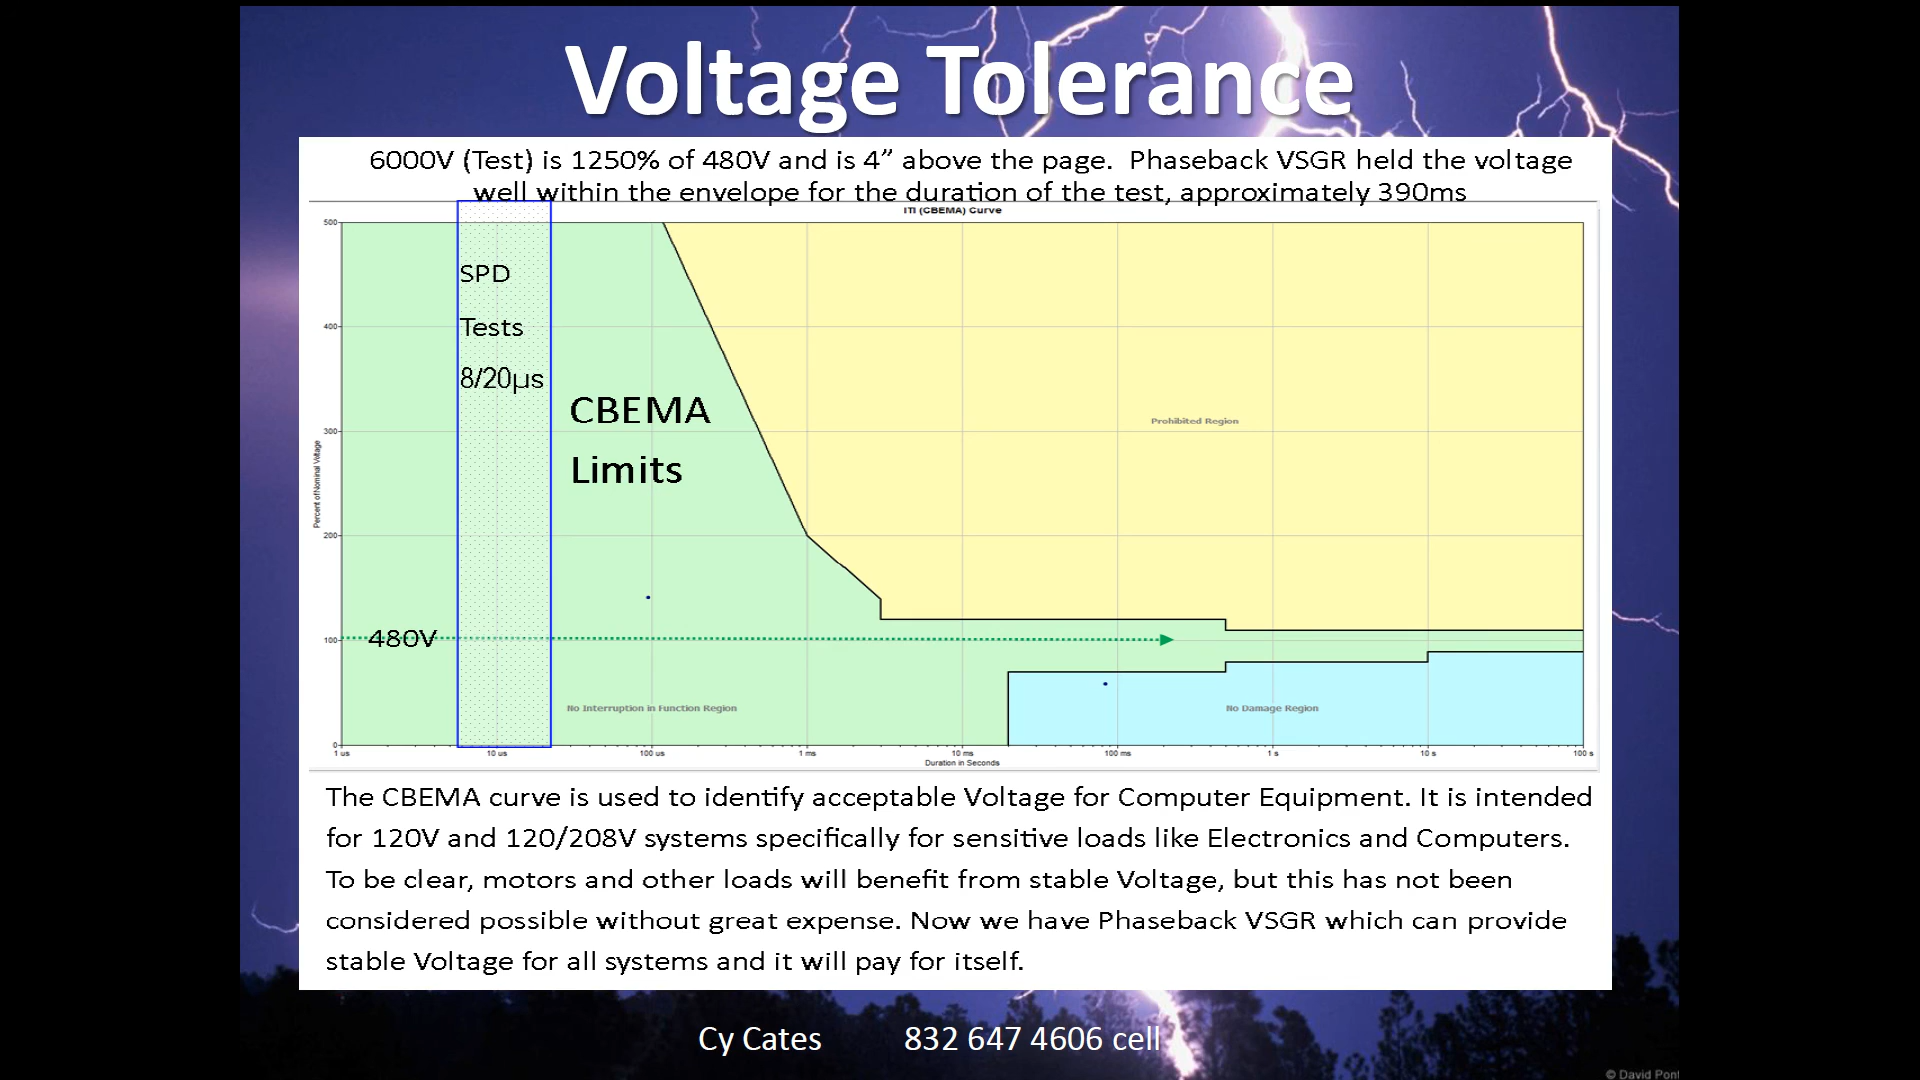 Voltage Tolerance
6000V (Test) is 1250% of 480V and is 4” above the page. Phaseback VSGR held the voltage
well within the envelope for the duration of the test, approximately 390ms
ITI (CBEMA) Curve
500
400
300
200
100
0
Percent of Nominal Voltage
SPD
Tests
8/20µs
CBEMA
Limits
Prohibited Region
480V
No Interruption in Function Region
No Damage Region
1 us
10 us
100 us
1 ms
10 ms
100 ms
1 s
10 s
100 s
Duration in Seconds
The CBEMA curve is used to identify acceptable Voltage for Computer Equipment. It is intended
for 120V and 120/208V systems specifically for sensitive loads like Electronics and Computers.
To be clear, motors and other loads will benefit from stable Voltage, but this has not been
considered possible without great expense. Now we have Phaseback VSGR which can provide
stable Voltage for all systems and it will pay for itself.
Cy Cates 832 647 4606 cell
© David Pont